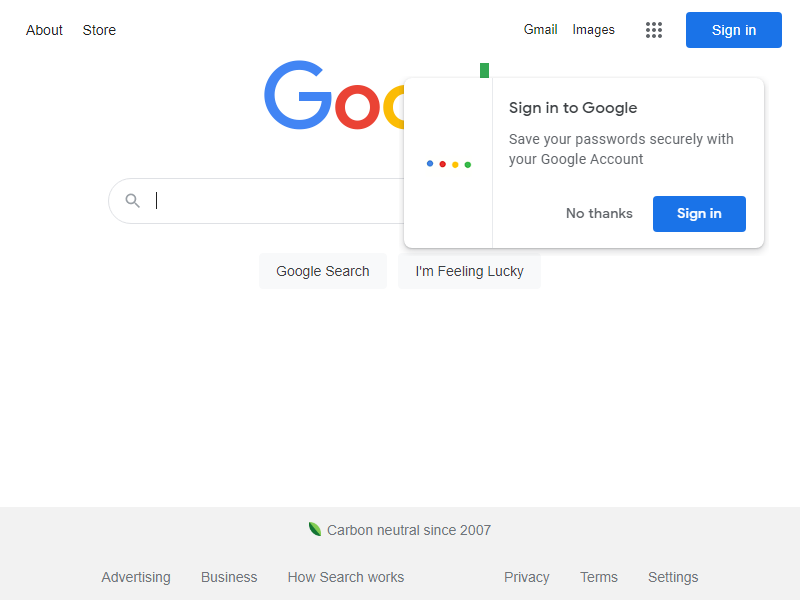 About Store Gmail Images Sign in
Sign in to Google
Save your passwords securely with
your Google Account
No thanks Sign in
Google Search I'm Feeling Lucky
Carbon neutral since 2007
Advertising Business How Search works Privacy Terms Settings